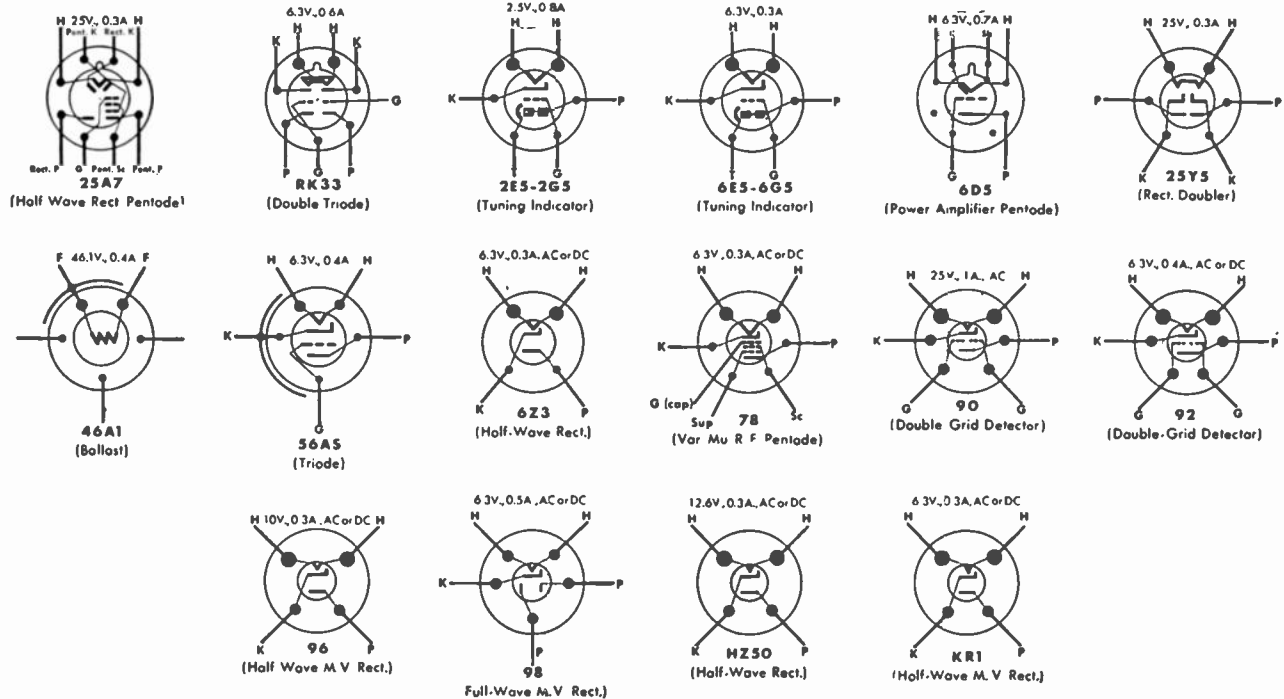 H 25V., 0.3A H
Pent. K Rect. K
Rect. P G Pent. Sc Pent. P
25A7
(Half Wave Rect Pentode)
6.3V., 0.6A
H H
K K
G
P G P
RK33
(Double Triode)
2.5V., 0 8A
H H
K P
T G
2E5-2G5
(Tuning Indicator)
6.3V., 0.3A
H H
K P
T G
6E5-6G5
(Tuning Indicator)
H 6 3V., 0.7A H
G P
6D5
(Power Amplifier Pentode)
H 25V, 0.3A H
P P
K K
25Y5
(Rect. Doubler)
F 46.1V., 0.4A F
46A1
(Ballast)
H 6.3V., 0.4A H
K P
G
56AS
(Triode)
6.3V., 0.3A, AC or DC
H H
K P
6Z3
(Half-Wave Rect.)
6.3V., 0.3A, AC or DC
H H
K P
G (cap)
Sup Sc
78
(Var Mu R F Pentode)
H 25V., 1A., AC H
K P
G G
90
(Double Grid Detector)
6.3V., 0.4A., AC or DC
H H
K P
G G
92
(Double-Grid Detector)
H 10V., 0 3A, AC or DC H
K P
96
(Half Wave M.V Rect.)
6 3V., 0.5A, AC or DC
H H
K P
P
98
Full-Wave M.V Rect.)
12.6V., 0.3A., AC or DC
H H
K P
HZ50
(Half-Wave Rect.)
6.3V., 0.3A, AC or DC
H H
K P
KR1
(Half-Wave M. V Rect.)